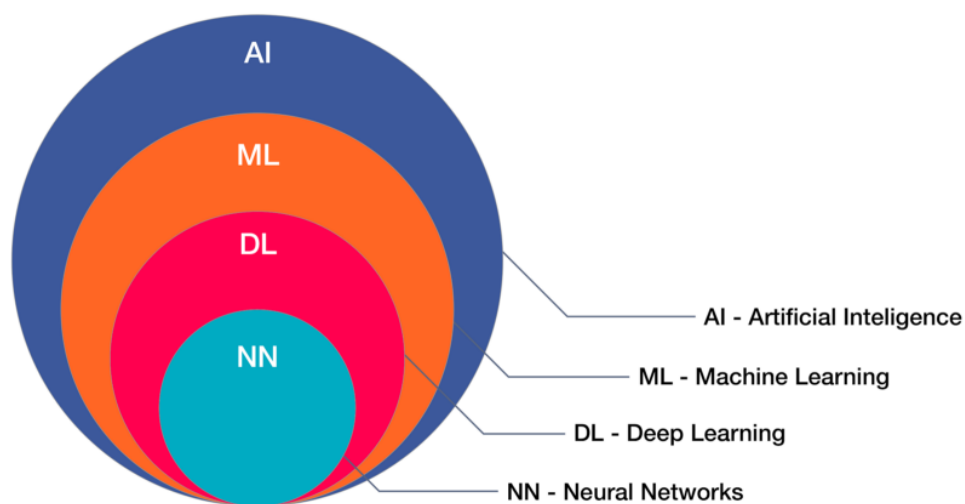 AI
ML
DL
NN
AI - Artificial Inteligence
ML - Machine Learning
DL - Deep Learning
NN - Neural Networks